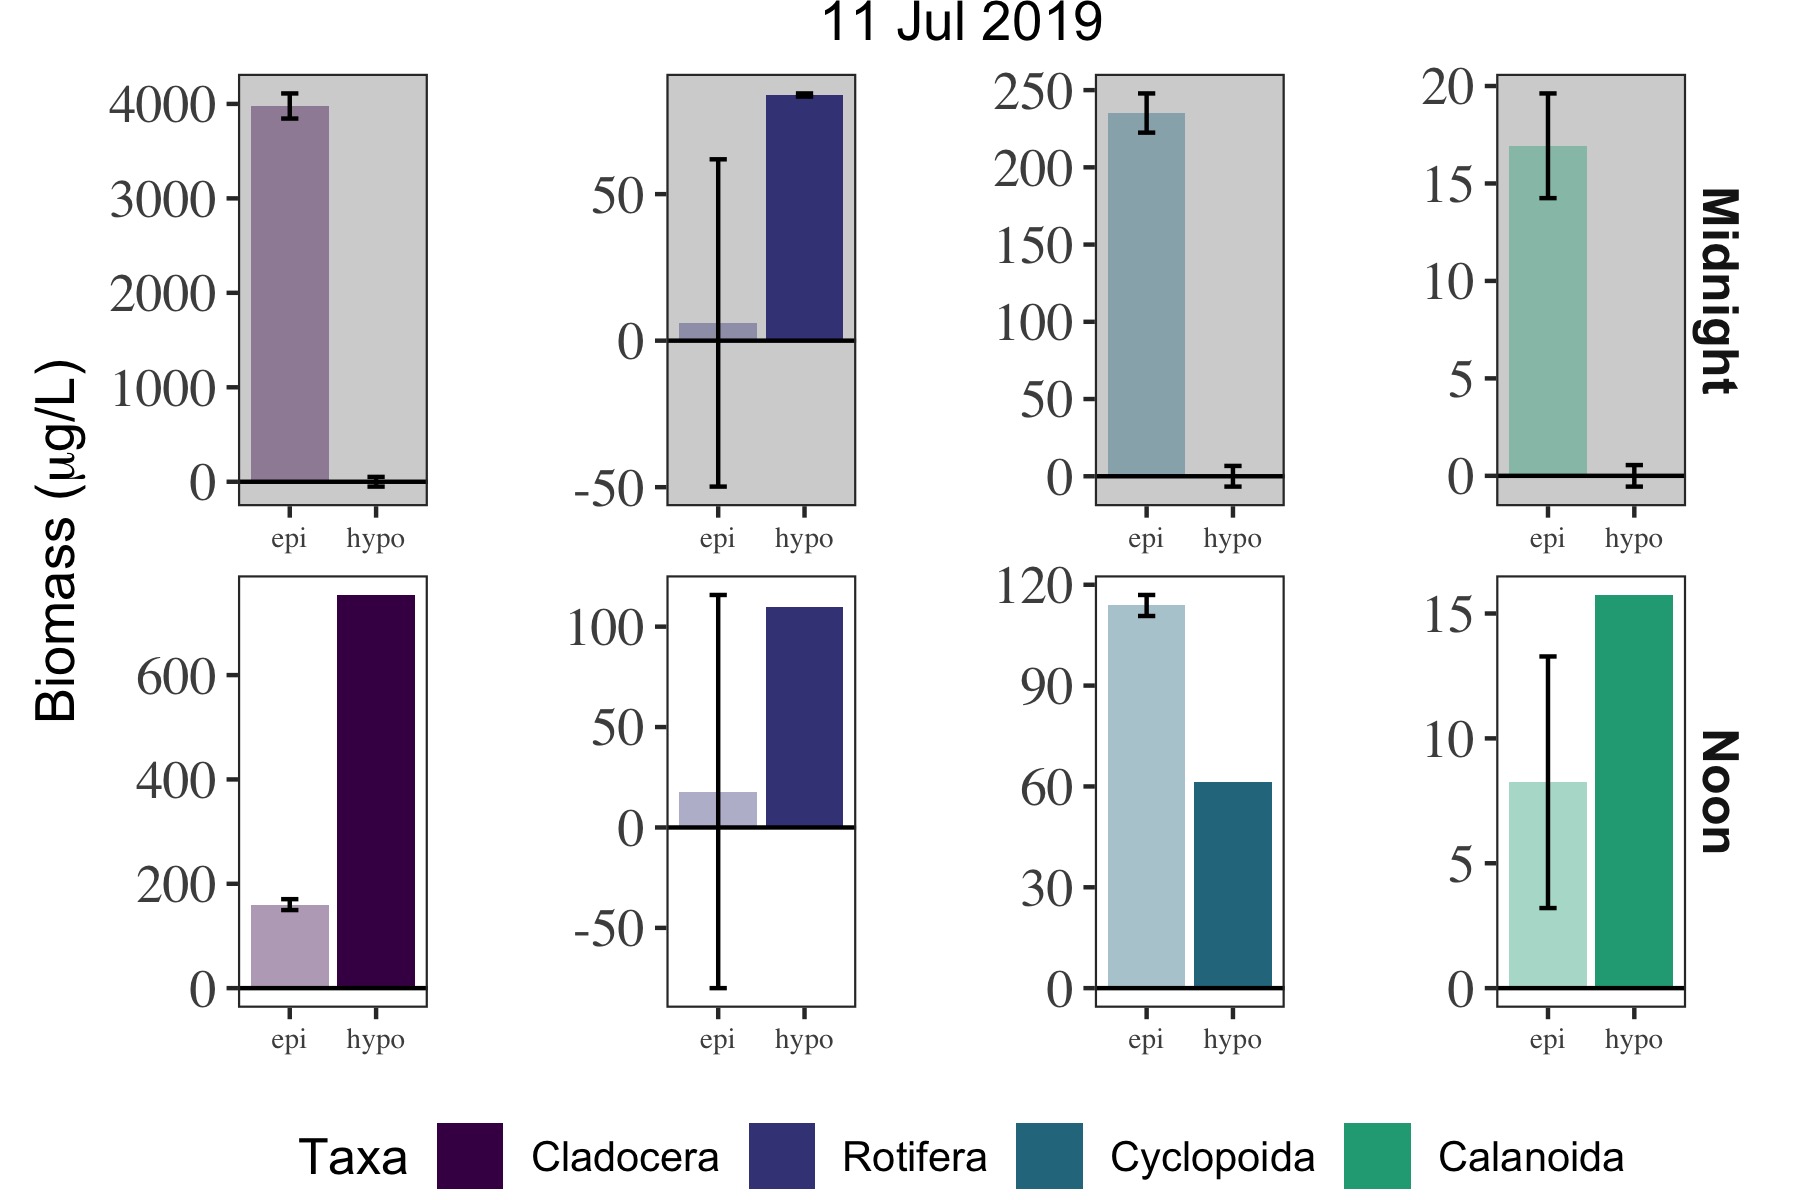 11 Jul 2019
Biomass (µg/L)
4000
3000
2000
1000
0
epi hypo
50
0
-50
epi hypo
250
200
150
100
50
0
epi hypo
20
15
10
5
0
epi hypo
Midnight
600
400
200
0
epi hypo
100
50
0
-50
epi hypo
120
90
60
30
0
epi hypo
15
10
5
0
epi hypo
Noon
Taxa Cladocera Rotifera Cyclopoida Calanoida